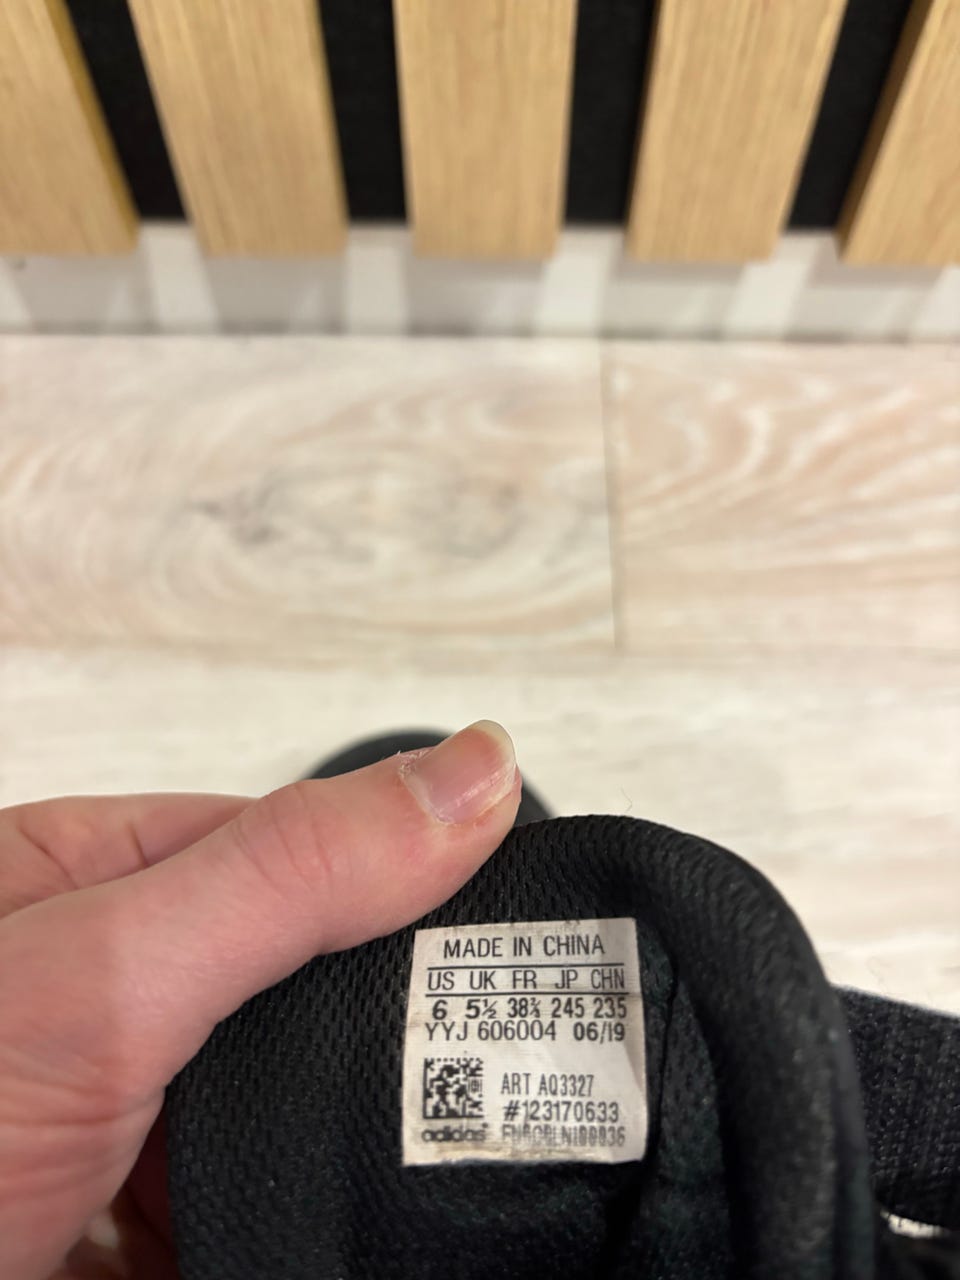 MADE IN CHINA
US UK FR JP CHN
6 5½ 38⅔ 245 235
YYJ 606004 06/19
ART AQ3327
#123170633
adidas